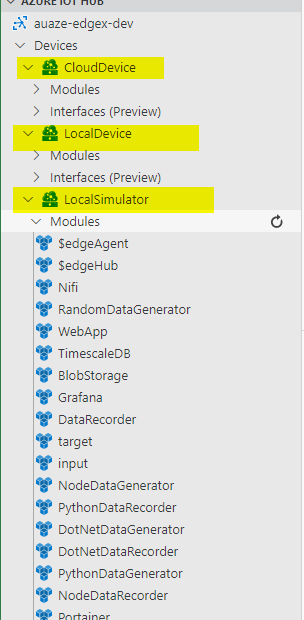 AZURE IOT HUB
auaze-edgex-dev
Devices
CloudDevice
Modules
Interfaces (Preview)
LocalDevice
Modules
Interfaces (Preview)
LocalSimulator
Modules
$edgeAgent
$edgeHub
Nifi
RandomDataGenerator
WebApp
TimescaleDB
BlobStorage
Grafana
DataRecorder
target
input
NodeDataGenerator
PythonDataRecorder
DotNetDataGenerator
DotNetDataRecorder
PythonDataGenerator
NodeDataRecorder
Portainer